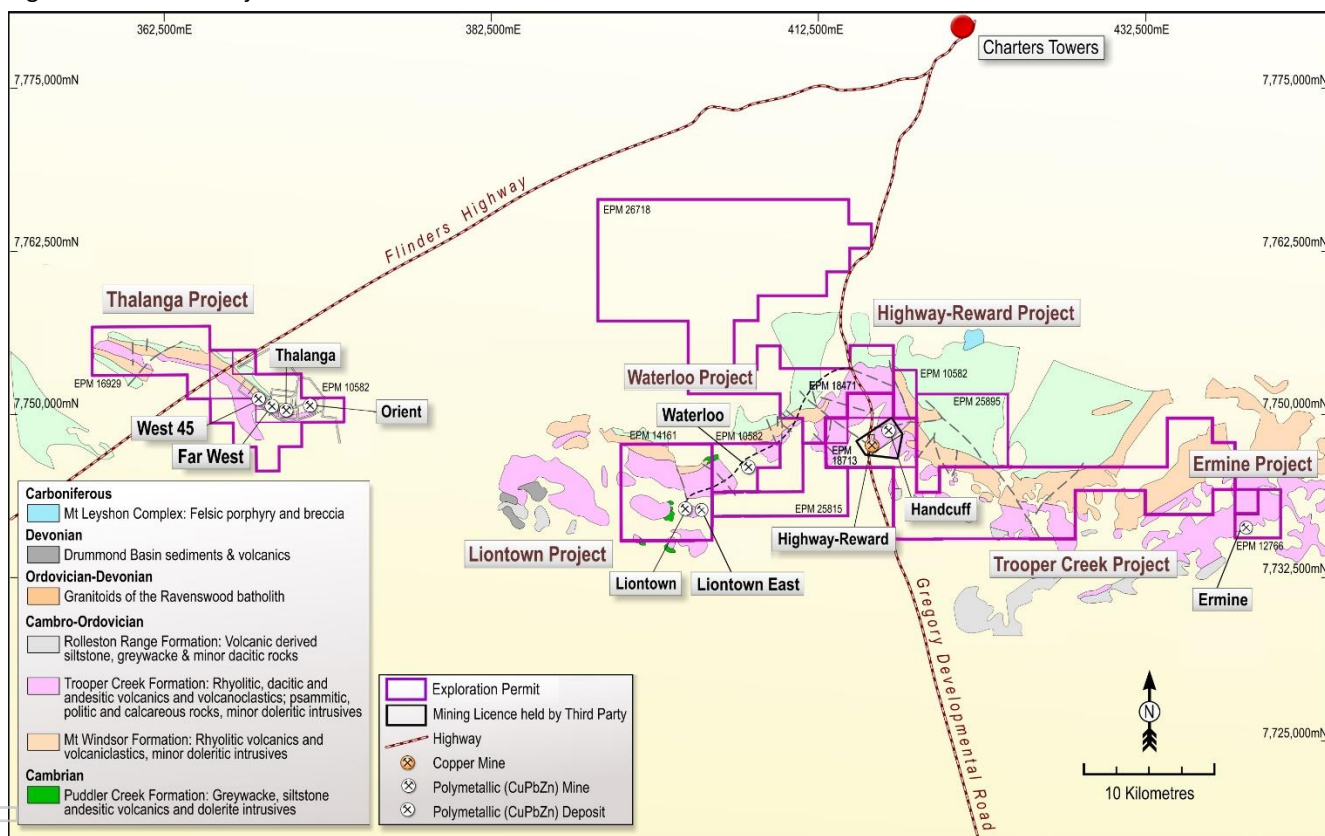 362,500mE
382,500mE
412,500mE
432,500mE
Charters Towers
7,775,000mN
7,775,000mN
Flinders Highway
EPM 26718
7,762,500mN
7,762,500mN
Thalanga Project
Highway-Reward Project
Thalanga
EPM 16929
EPM 10582
Waterloo Project
EPM 18471
EPM 10582
EPM 25895
7,750,000mN
7,750,000mN
Orient
West 45
Far West
Waterloo
EPM 14161
EPM 10582
EPM 18713
Ermine Project
Handcuff
EPM 25815
Highway-Reward
Liontown Project
Trooper Creek Project
EPM 12766
Liontown
Liontown East
Ermine
7,732,500mN
Gregory Developmental Road
7,725,000mN
Carboniferous
Mt Leyshon Complex: Felsic porphyry and breccia
Devonian
Drummond Basin sediments & volcanics
Ordovician-Devonian
Granitoids of the Ravenswood batholith
Cambro-Ordovician
Rolleston Range Formation: Volcanic derived
siltstone, greywacke & minor dacitic rocks
Trooper Creek Formation: Rhyolitic, dacitic and
andesitic volcanics and volcanoclastics; psammitic,
politic and calcareous rocks, minor doleritic intrusives
Mt Windsor Formation: Rhyolitic volcanics and
volcaniclastics, minor doleritic intrusives
Cambrian
Puddler Creek Formation: Greywacke, siltstone
andesitic volcanics and dolerite intrusives
Exploration Permit
Mining Licence held by Third Party
Highway
Copper Mine
Polymetallic (CuPbZn) Mine
Polymetallic (CuPbZn) Deposit
N
10 Kilometres